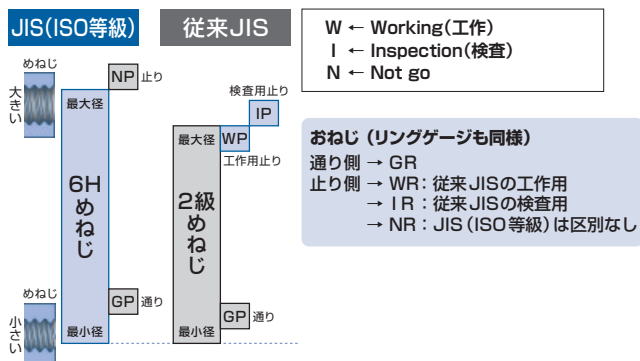 JIS(ISO等級)
従来JIS
めねじ
大きい
NP 止り
最大径
6Hめねじ
めねじ
小さい
GP 通り
最小径
検査用止り
IP
最大径 WP
工作用止り
2級めねじ
GP 通り
最小径
W ← Working(工作)
I ← Inspection(検査)
N ← Not go
おねじ（リングゲージも同様）
通り側 → GR
止り側 → WR：従来JISの工作用
→ IR：従来JISの検査用
→ NR：JIS(ISO等級)は区別なし